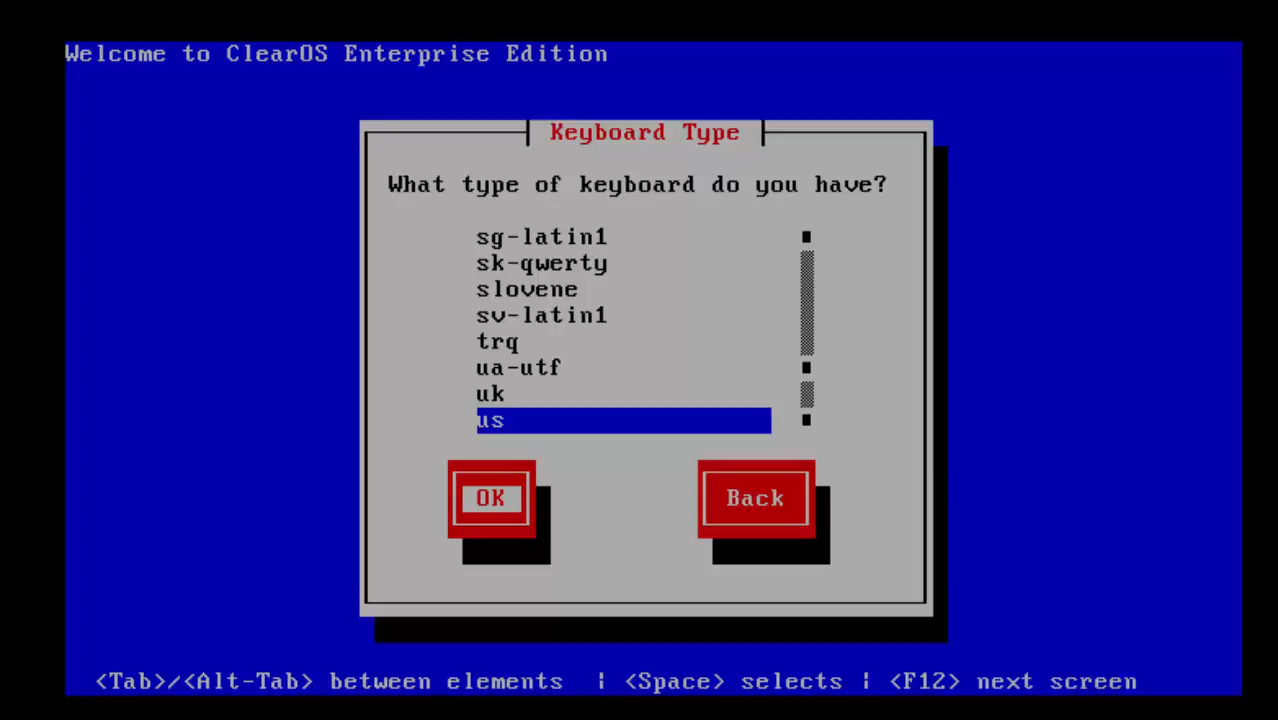 Welcome to ClearOS Enterprise Edition
Keyboard Type
What type of keyboard do you have?
sg-latin1
sk-qwerty
slovene
sv-latin1
trq
ua-utf
uk
us
OK Back
<Tab>/<Alt-Tab> between elements | <Space> selects | <F12> next screen